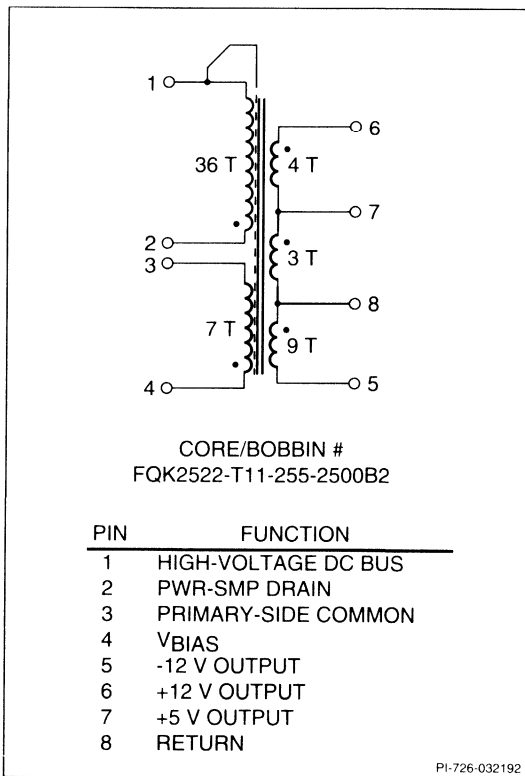 1
36 T
2
3
7 T
4
6
4 T
7
3 T
8
9 T
5
CORE/BOBBIN #
FQK2522-T11-255-2500B2
PIN FUNCTION
1 HIGH-VOLTAGE DC BUS
2 PWR-SMP DRAIN
3 PRIMARY-SIDE COMMON
4 VBIAS
5 -12 V OUTPUT
6 +12 V OUTPUT
7 +5 V OUTPUT
8 RETURN
PI-726-032192